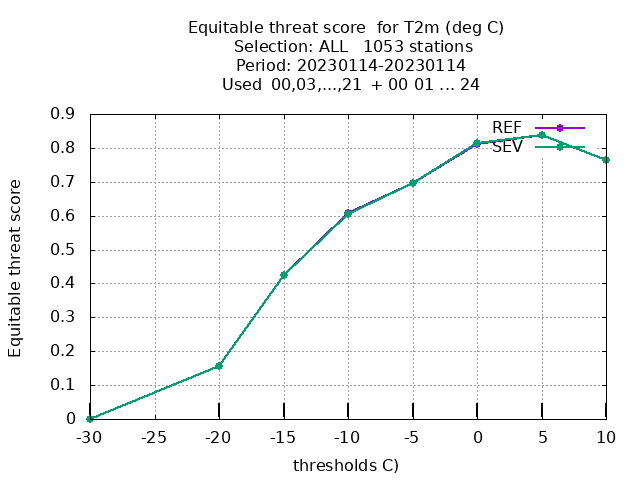 Equitable threat score  for T2m (deg C)
Selection: ALL   1053 stations
Period: 20230114-20230114
Used  00,03,...,21  + 00 01 ... 24
REF
SEV
Equitable threat score
0.9
0.8
0.7
0.6
0.5
0.4
0.3
0.2
0.1
0
-30 -25 -20 -15 -10 -5 0 5 10
thresholds C)